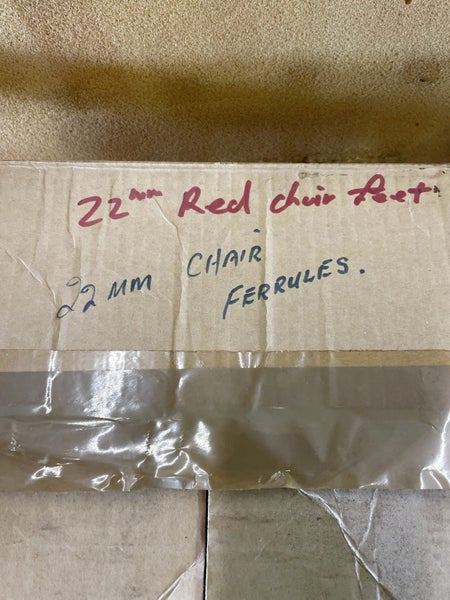 22mm Red chair feet
22 MM CHAIR
FERRULES.